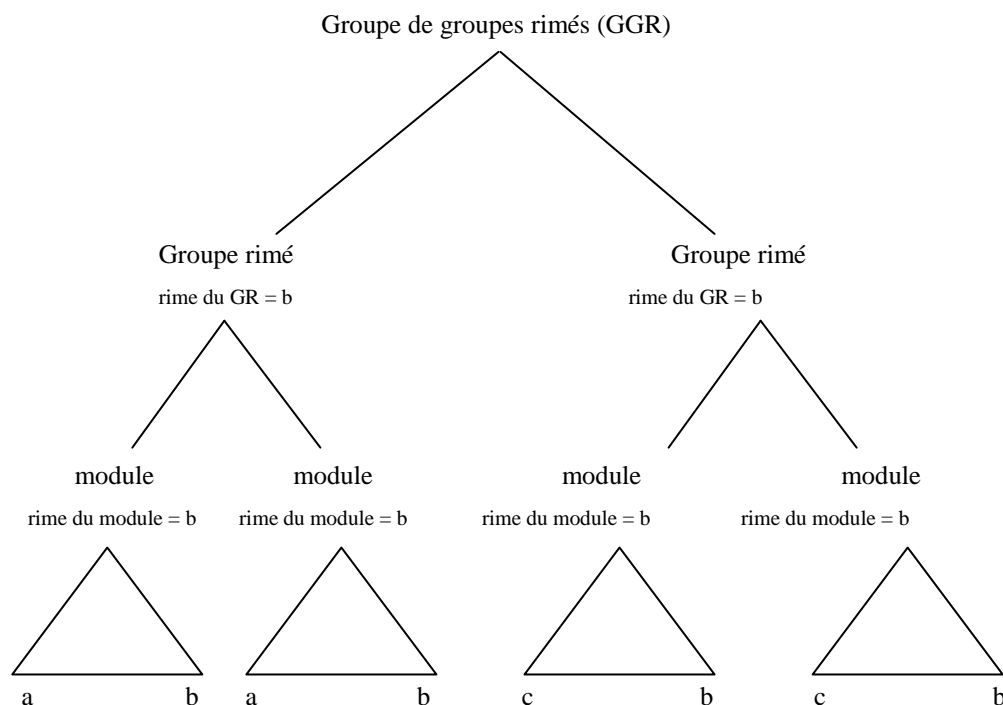 Groupe de groupes rimés (GGR)
Groupe rimé Groupe rimé
rime du GR = b rime du GR = b
module module module module
rime du module = b rime du module = b rime du module = b rime du module = b
a b a b c b c b